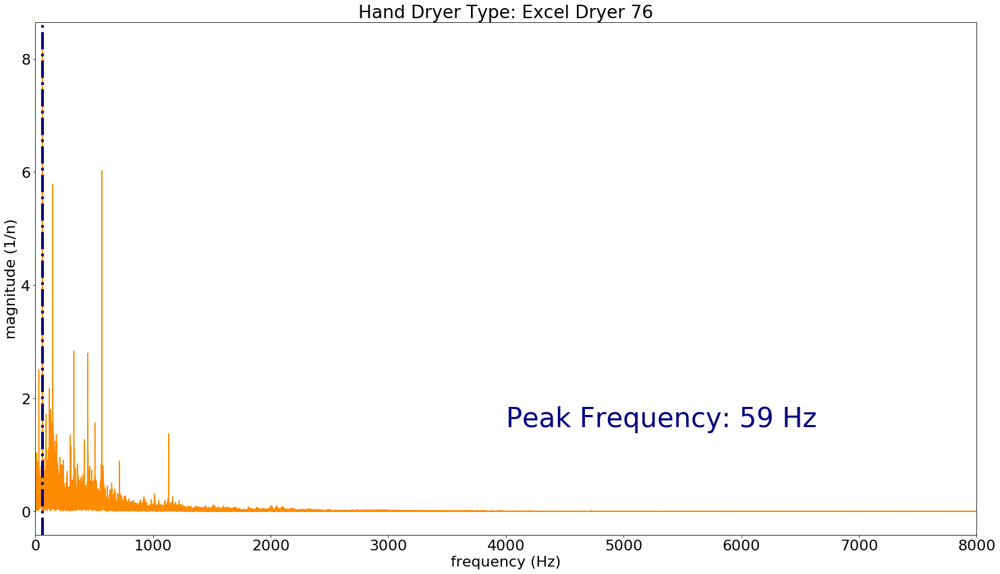 Hand Dryer Type: Excel Dryer 76
8
6
4
2
0
magnitude (1/n)
Peak Frequency: 59 Hz
0 1000 2000 3000 4000 5000 6000 7000 8000
frequency (Hz)